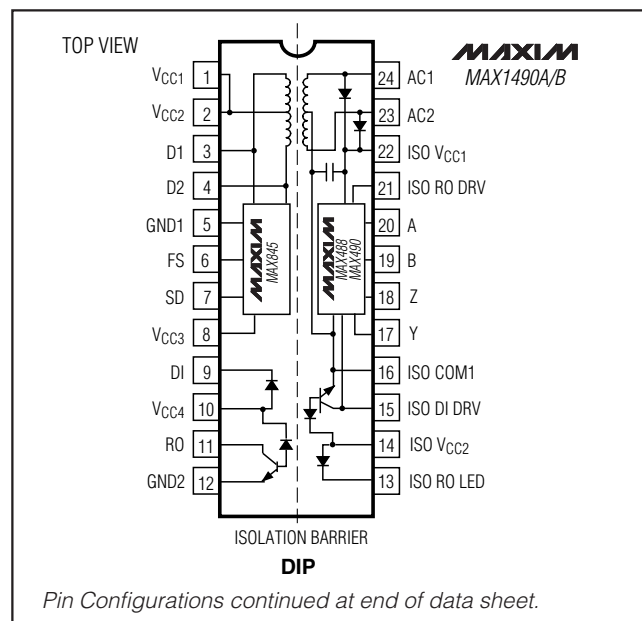 TOP VIEW
MAXIM
MAX1490A/B
VCC1 1
VCC2 2
D1 3
D2 4
GND1 5
FS 6
SD 7
VCC3 8
DI 9
VCC4 10
RO 11
GND2 12
MAXIM
MAX845
MAXIM
MAX488
MAX490
24 AC1
23 AC2
22 ISO VCC1
21 ISO RO DRV
20 A
19 B
18 Z
17 Y
16 ISO COM1
15 ISO DI DRV
14 ISO VCC2
13 ISO RO LED
ISOLATION BARRIER
DIP
Pin Configurations continued at end of data sheet.